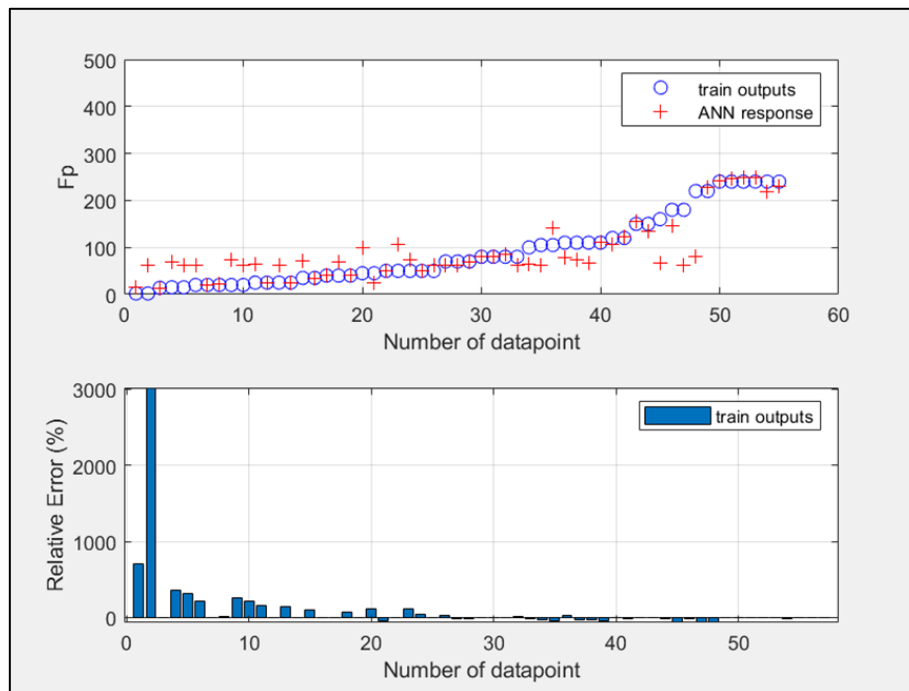 500
400
300
200
100
0
Fp
train outputs
ANN response
0 10 20 30 40 50 60
Number of datapoint
3000
2000
1000
0
Relative Error (%)
train outputs
0 10 20 30 40 50
Number of datapoint